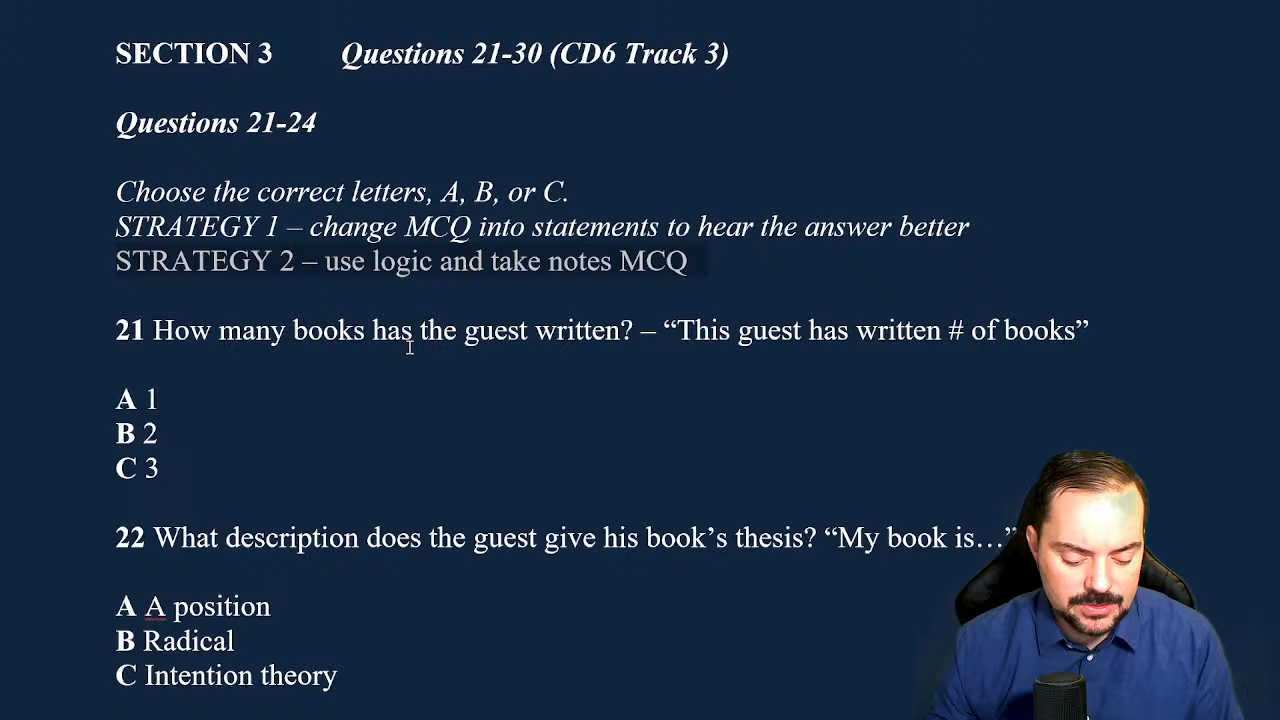 SECTION 3 Questions 21-30 (CD6 Track 3)
Questions 21-24
Choose the correct letters, A, B, or C.
STRATEGY 1 – change MCQ into statements to hear the answer better
STRATEGY 2 – use logic and take notes MCQ
21 How many books has the guest written? – “This guest has written # of books”
A 1
B 2
C 3
22 What description does the guest give his book’s thesis? “My book is…”
A A position
B Radical
C Intention theory